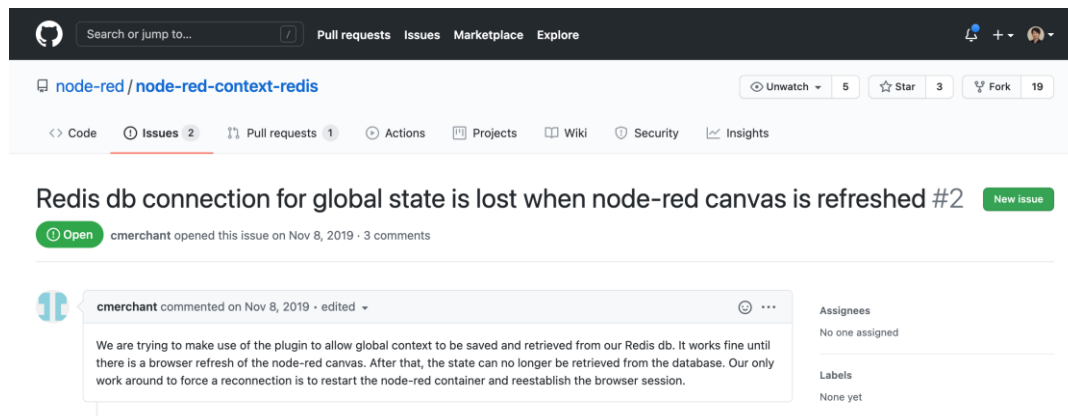 Search or jump to... /
Pull requests Issues Marketplace Explore
node-red / node-red-context-redis
Unwatch 5 Star 3 Fork 19
Code Issues 2 Pull requests 1 Actions Projects Wiki Security Insights
Redis db connection for global state is lost when node-red canvas is refreshed #2
New issue
Open cmerchant opened this issue on Nov 8, 2019 · 3 comments
cmerchant commented on Nov 8, 2019 • edited
We are trying to make use of the plugin to allow global context to be saved and retrieved from our Redis db. It works fine until
there is a browser refresh of the node-red canvas. After that, the state can no longer be retrieved from the database. Our only
work around to force a reconnection is to restart the node-red container and reestablish the browser session.
Assignees
No one assigned
Labels
None yet